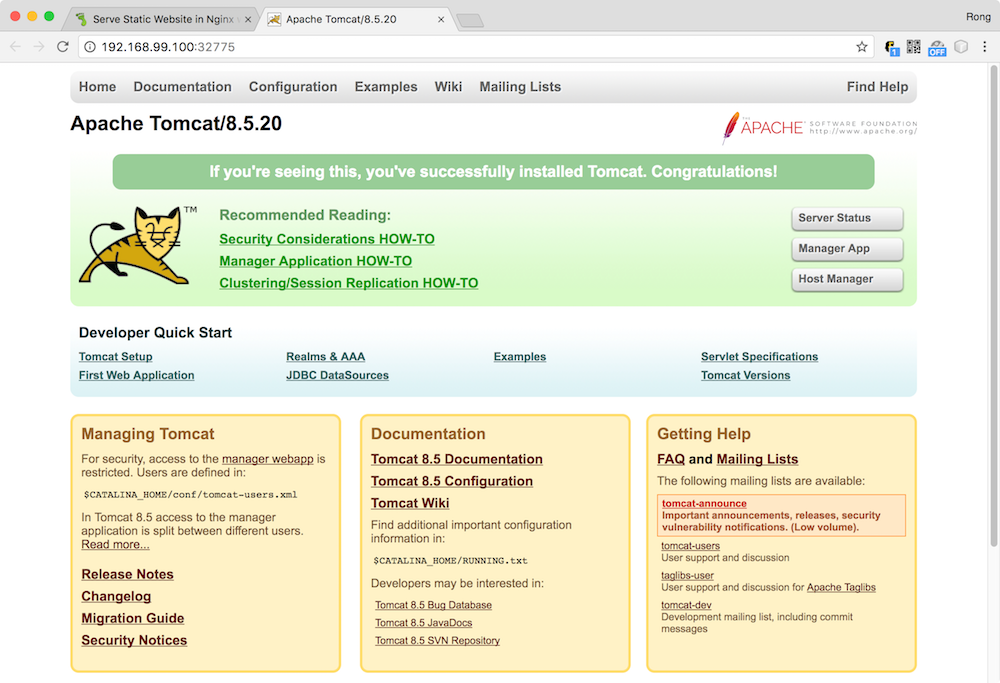 Serve Static Website in Nginx
Apache Tomcat/8.5.20
Rong
192.168.99.100:32775
1
OFF
Home Documentation Configuration Examples Wiki Mailing Lists Find Help
Apache Tomcat/8.5.20
THE APACHE SOFTWARE FOUNDATION
http://www.apache.org/
If you're seeing this, you've successfully installed Tomcat. Congratulations!
TM
Recommended Reading:
Security Considerations HOW-TO
Manager Application HOW-TO
Clustering/Session Replication HOW-TO
Server Status
Manager App
Host Manager
Developer Quick Start
Tomcat Setup
First Web Application
Realms & AAA
JDBC DataSources
Examples
Servlet Specifications
Tomcat Versions
Managing Tomcat
For security, access to the manager webapp is
restricted. Users are defined in:
$CATALINA_HOME/conf/tomcat-users.xml
In Tomcat 8.5 access to the manager
application is split between different users.
Read more...
Release Notes
Changelog
Migration Guide
Security Notices
Documentation
Tomcat 8.5 Documentation
Tomcat 8.5 Configuration
Tomcat Wiki
Find additional important configuration
information in:
$CATALINA_HOME/RUNNING.txt
Developers may be interested in:
Tomcat 8.5 Bug Database
Tomcat 8.5 JavaDocs
Tomcat 8.5 SVN Repository
Getting Help
FAQ and Mailing Lists
The following mailing lists are available:
tomcat-announce
Important announcements, releases, security
vulnerability notifications. (Low volume).
tomcat-users
User support and discussion
taglibs-user
User support and discussion for Apache Taglibs
tomcat-dev
Development mailing list, including commit
messages